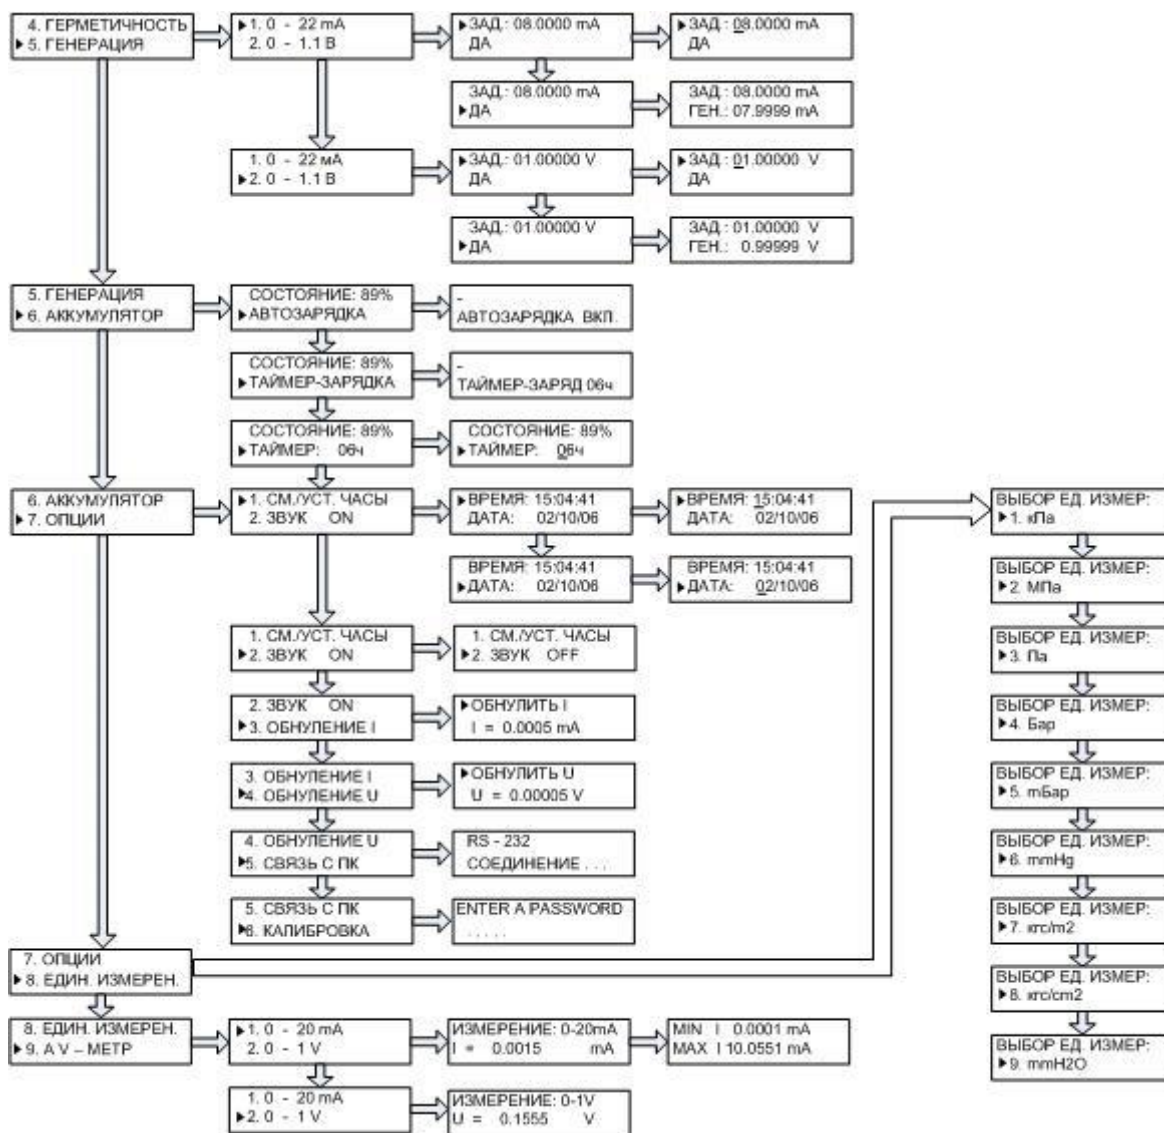 4. ГЕРМЕТИЧНОСТЬ
▶5. ГЕНЕРАЦИЯ
▶1. 0 - 22 mA
2. 0 - 1.1 В
▶ЗАД.: 08.0000 mA
ДА
▶ЗАД.: 08.0000 mA
ДА
ЗАД.: 08.0000 mA
▶ДА
ЗАД.: 08.0000 mA
ГЕН.: 07.9999 mA
1. 0 - 22 мА
▶2. 0 - 1.1 В
▶ЗАД.: 01.00000 V
ДА
▶ЗАД.: 01.00000 V
ДА
ЗАД.: 01.00000 V
▶ДА
ЗАД.: 01.00000 V
ГЕН.: 0.99999 V
5. ГЕНЕРАЦИЯ
▶6. АККУМУЛЯТОР
СОСТОЯНИЕ: 89%
▶АВТОЗАРЯДКА
-
АВТОЗАРЯДКА ВКЛ.
СОСТОЯНИЕ: 89%
▶ТАЙМЕР-ЗАРЯДКА
-
ТАЙМЕР-ЗАРЯД 06ч
СОСТОЯНИЕ: 89%
▶ТАЙМЕР: 06ч
СОСТОЯНИЕ: 89%
▶ТАЙМЕР: 06ч
6. АККУМУЛЯТОР
▶7. ОПЦИИ
▶1. СМ./УСТ. ЧАСЫ
2. ЗВУК ON
▶ВРЕМЯ: 15:04:41
ДАТА: 02/10/06
▶ВРЕМЯ: 15:04:41
ДАТА: 02/10/06
ВРЕМЯ: 15:04:41
▶ДАТА: 02/10/06
ВРЕМЯ: 15:04:41
▶ДАТА: 02/10/06
1. СМ./УСТ. ЧАСЫ
▶2. ЗВУК ON
1. СМ./УСТ. ЧАСЫ
▶2. ЗВУК OFF
2. ЗВУК ON
▶3. ОБНУЛЕНИЕ I
▶ОБНУЛИТЬ I
I = 0.0005 mA
3. ОБНУЛЕНИЕ I
▶4. ОБНУЛЕНИЕ U
▶ОБНУЛИТЬ U
U = 0.00005 V
4. ОБНУЛЕНИЕ U
▶5. СВЯЗЬ С ПК
RS - 232
СОЕДИНЕНИЕ . . .
5. СВЯЗЬ С ПК
▶6. КАЛИБРОВКА
ENTER A PASSWORD
. . . . .
7. ОПЦИИ
▶8. ЕДИН. ИЗМЕРЕН.
8. ЕДИН. ИЗМЕРЕН.
▶9. A V – МЕТР
▶1. 0 - 20 mA
2. 0 - 1 V
ИЗМЕРЕНИЕ: 0-20mA
I = 0.0015 mA
MIN I 0.0001 mA
MAX I 10.0551 mA
1. 0 - 20 mA
▶2. 0 - 1 V
ИЗМЕРЕНИЕ: 0-1V
U = 0.1555 V
ВЫБОР ЕД. ИЗМЕР:
▶1. кПа
ВЫБОР ЕД. ИЗМЕР:
▶2. МПа
ВЫБОР ЕД. ИЗМЕР:
▶3. Па
ВЫБОР ЕД. ИЗМЕР:
▶4. Бар
ВЫБОР ЕД. ИЗМЕР:
▶5. mБар
ВЫБОР ЕД. ИЗМЕР:
▶6. mmHg
ВЫБОР ЕД. ИЗМЕР:
▶7. кгс/m2
ВЫБОР ЕД. ИЗМЕР:
▶8. кгс/cm2
ВЫБОР ЕД. ИЗМЕР:
▶9. mmH2O